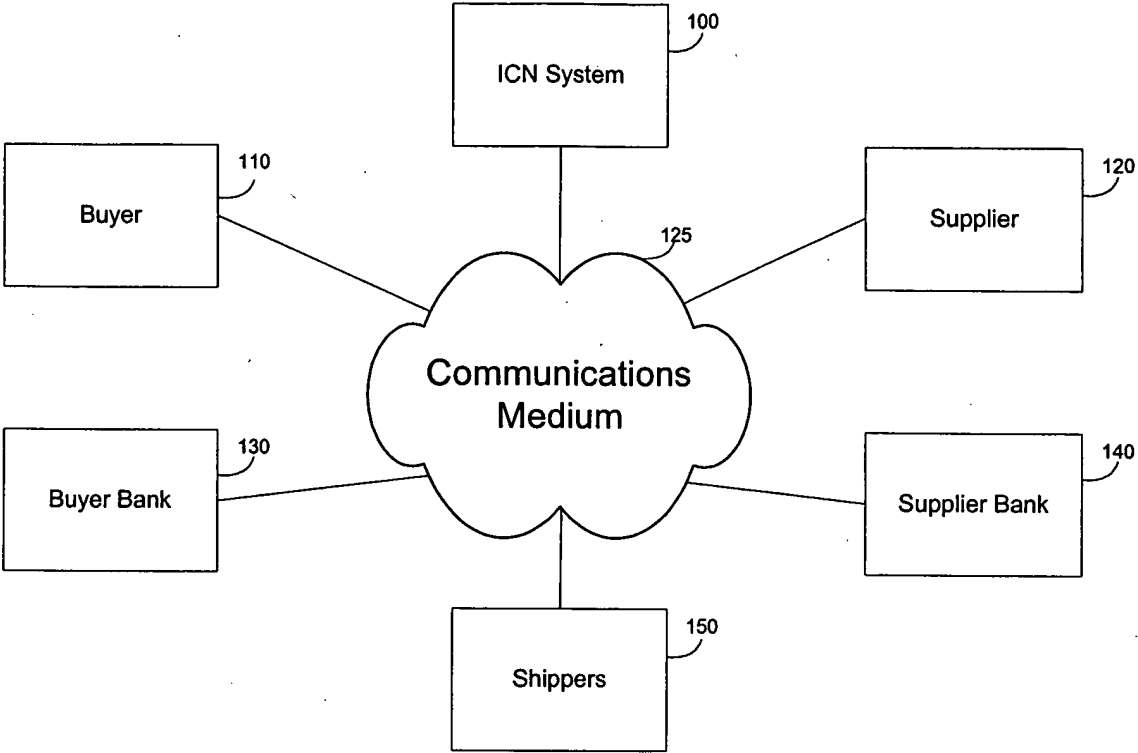 100
ICN System
110
Buyer
120
Supplier
125
Communications
Medium
130
Buyer Bank
140
Supplier Bank
150
Shippers